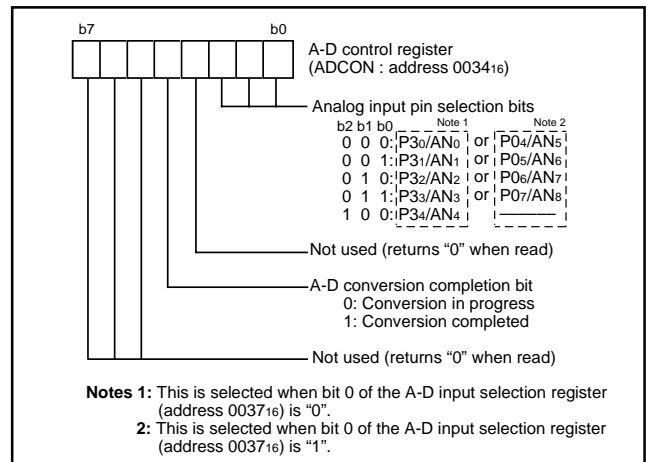 b7 b0
A-D control register
(ADCON : address 003416)
Analog input pin selection bits
b2 b1 b0 Note 1 Note 2
0 0 0: P30/AN0 or P04/AN5
0 0 1: P31/AN1 or P05/AN6
0 1 0: P32/AN2 or P06/AN7
0 1 1: P33/AN3 or P07/AN8
1 0 0: P34/AN4 ———
Not used (returns “0” when read)
A-D conversion completion bit
0: Conversion in progress
1: Conversion completed
Not used (returns “0” when read)
Notes 1: This is selected when bit 0 of the A-D input selection register
(address 003716) is “0”.
2: This is selected when bit 0 of the A-D input selection register
(address 003716) is “1”.